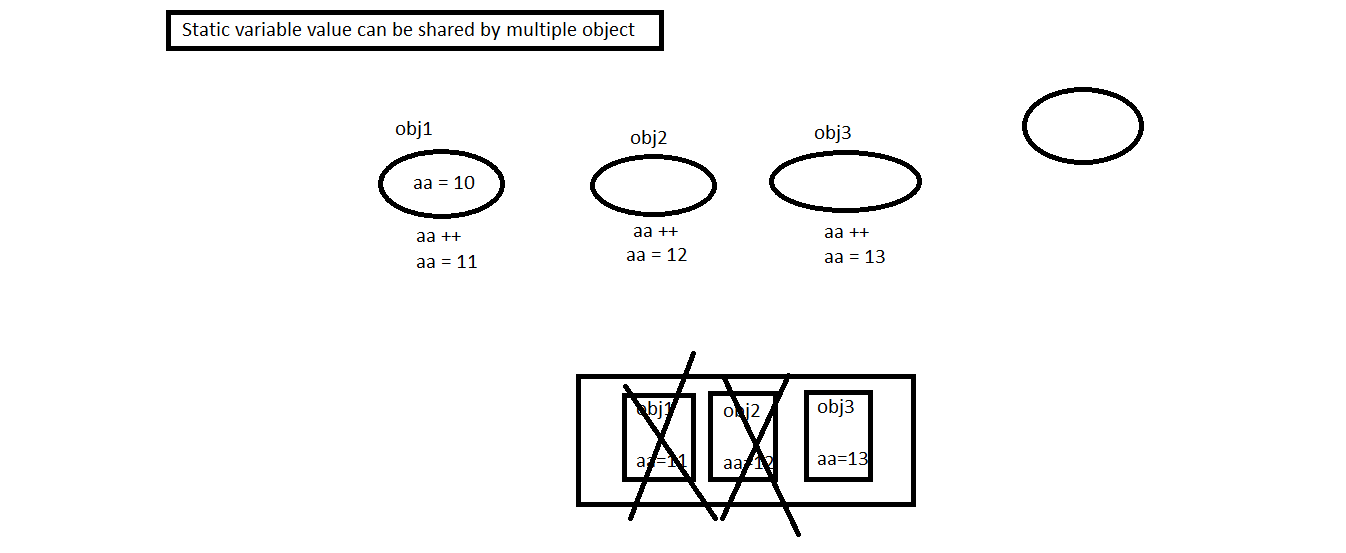 Static variable value can be shared by multiple object
obj1
obj2
obj3
aa = 10
aa ++
aa = 11
aa ++
aa = 12
aa ++
aa = 13
obj1
aa=11
obj2
aa=12
obj3
aa=13